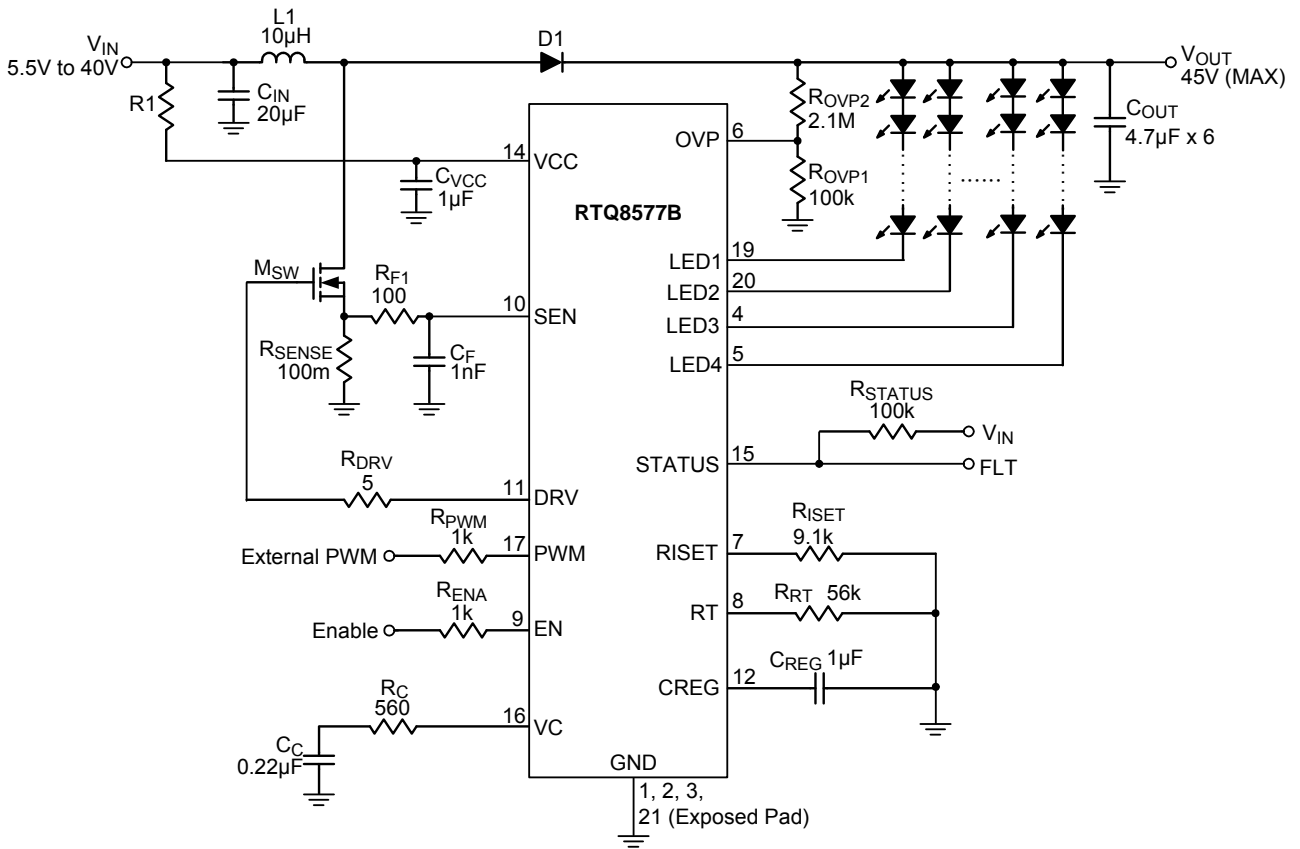 L1
10µH
VIN
5.5V to 40V
D1
VOUT
45V (MAX)
R1
CIN
20µF
ROVP2
2.1M
COUT
4.7µF x 6
6
OVP
14
VCC
CVCC
1µF
ROVP1
100k
RTQ8577B
......
19
LED1
20
LED2
4
LED3
5
LED4
MSW
RF1
100
10
SEN
RSENSE
100m
CF
1nF
RSTATUS
100k
VIN
15
STATUS
FLT
RDRV
5
11
DRV
RPWM
1k
External PWM
17
PWM
RISET
9.1k
7
RISET
RENA
1k
Enable
9
EN
RRT 56k
8
RT
CREG 1µF
12
CREG
RC
560
16
VC
CC
0.22µF
GND
1, 2, 3,
21 (Exposed Pad)